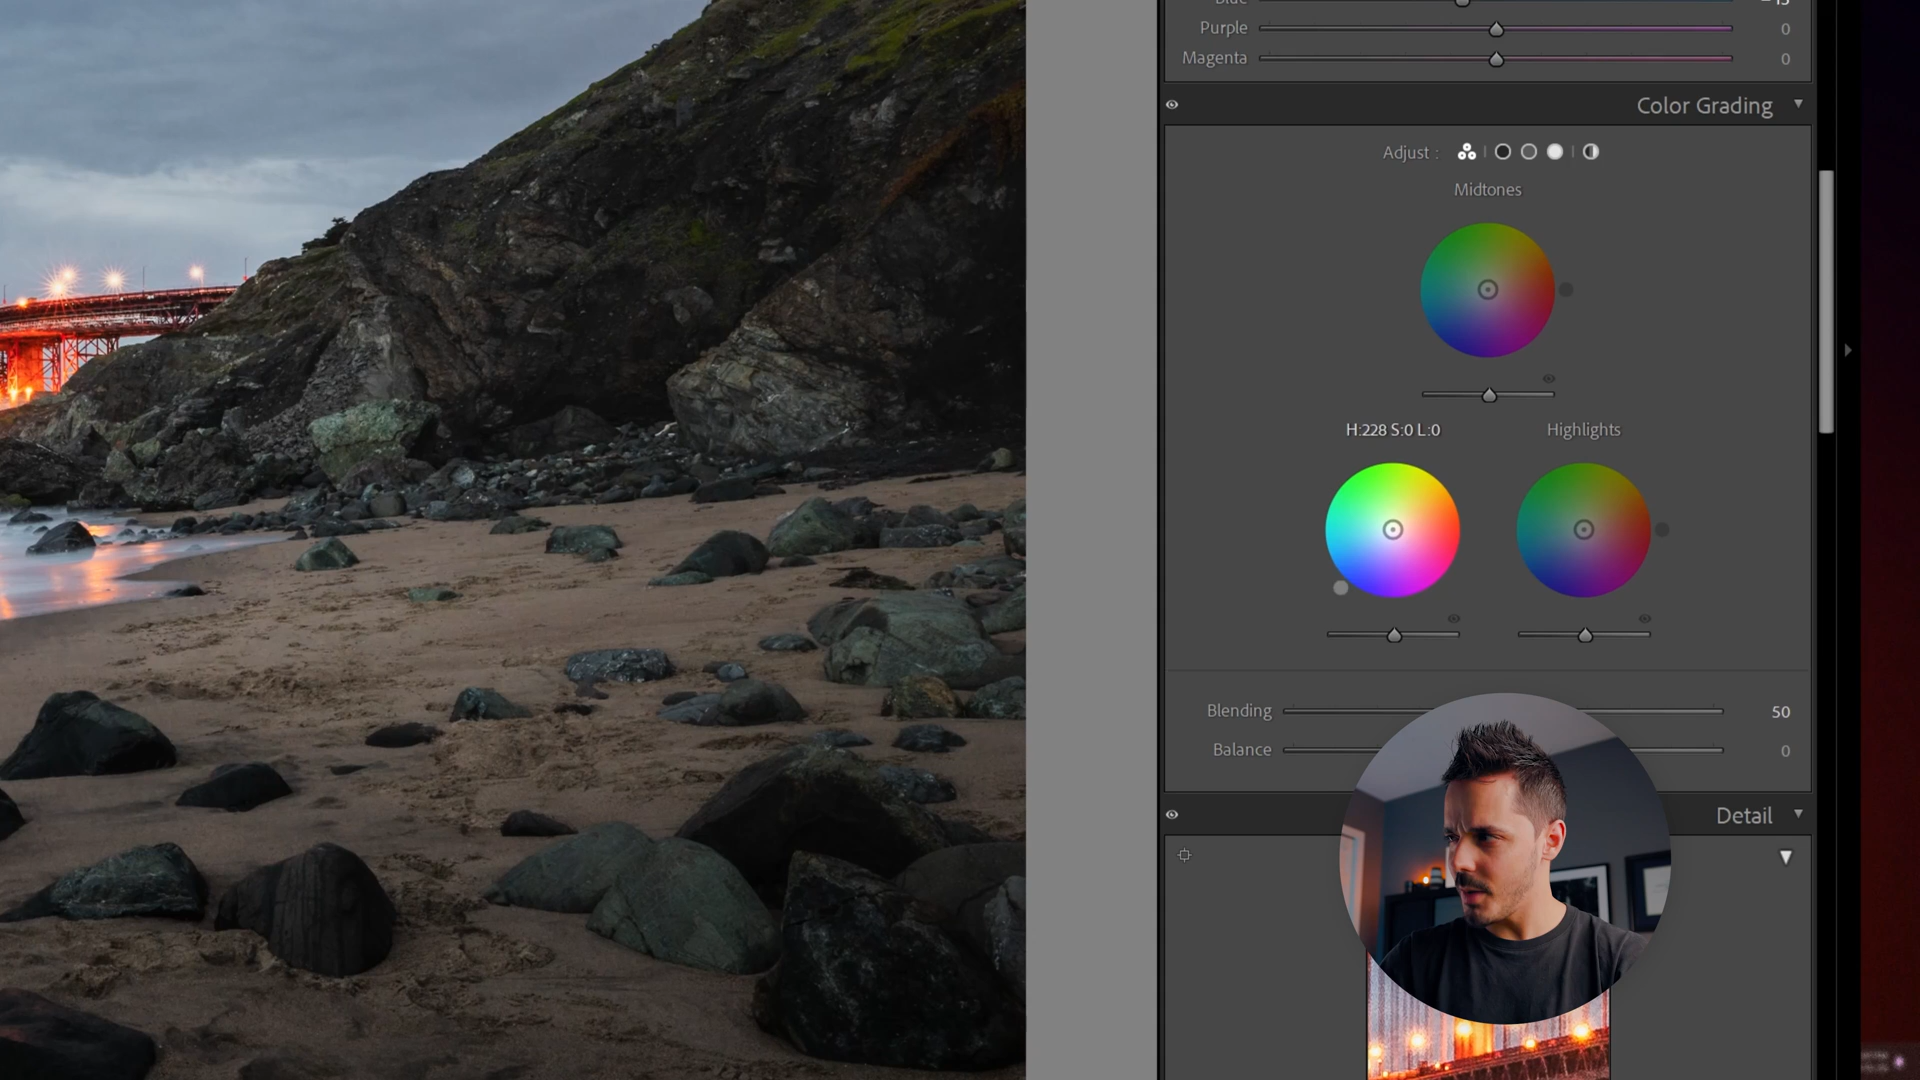 Purple 0
Magenta 0
Color Grading
Adjust :
Midtones
H:228 S:0 L:0
Highlights
Blending 50
Balance 0
Detail